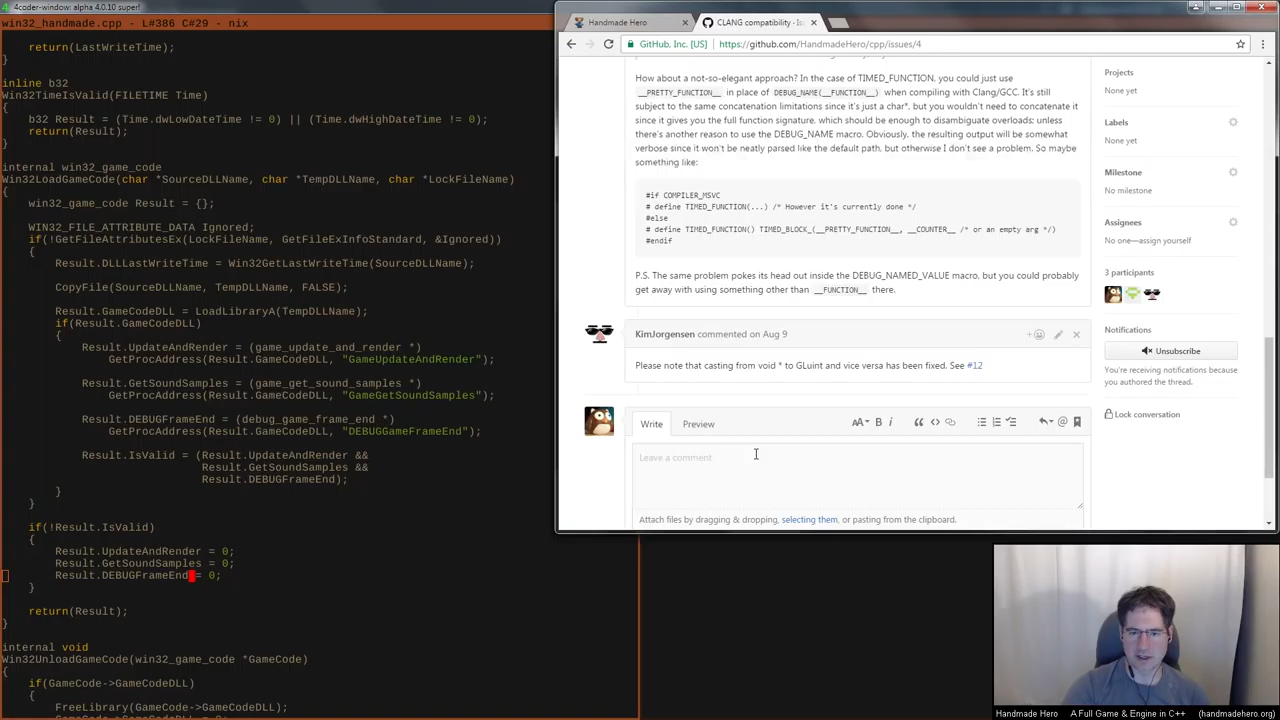 4coder-window: alpha 4.0.10 super!
win32_handmade.cpp - L#386 C#29 - nix
return(LastWriteTime);
}
inline b32
Win32TimeIsValid(FILETIME Time)
{
b32 Result = (Time.dwLowDateTime != 0) || (Time.dwHighDateTime != 0);
return(Result);
}
internal win32_game_code
Win32LoadGameCode(char *SourceDLLName, char *TempDLLName, char *LockFileName)
{
win32_game_code Result = {};
WIN32_FILE_ATTRIBUTE_DATA Ignored;
if(!GetFileAttributesEx(LockFileName, GetFileExInfoStandard, &Ignored))
{
Result.DLLLastWriteTime = Win32GetLastWriteTime(SourceDLLName);
CopyFile(SourceDLLName, TempDLLName, FALSE);
Result.GameCodeDLL = LoadLibraryA(TempDLLName);
if(Result.GameCodeDLL)
{
Result.UpdateAndRender = (game_update_and_render *)
GetProcAddress(Result.GameCodeDLL, "GameUpdateAndRender");
Result.GetSoundSamples = (game_get_sound_samples *)
GetProcAddress(Result.GameCodeDLL, "GameGetSoundSamples");
Result.DEBUGFrameEnd = (debug_game_frame_end *)
GetProcAddress(Result.GameCodeDLL, "DEBUGGameFrameEnd");
Result.IsValid = (Result.UpdateAndRender &&
Result.GetSoundSamples &&
Result.DEBUGFrameEnd);
}
}
if(!Result.IsValid)
{
Result.UpdateAndRender = 0;
Result.GetSoundSamples = 0;
Result.DEBUGFrameEnd = 0;
}
return(Result);
}
internal void
Win32UnloadGameCode(win32_game_code *GameCode)
{
if(GameCode->GameCodeDLL)
{
FreeLibrary(GameCode->GameCodeDLL);
Handmade Hero
CLANG compatibility · Is
GitHub, Inc. [US]
https://github.com/HandmadeHero/cpp/issues/4
How about a not-so-elegant approach? In the case of TIMED_FUNCTION, you could just use
__PRETTY_FUNCTION__ in place of DEBUG_NAME(__FUNCTION__) when compiling with Clang/GCC. It's still
subject to the same concatenation limitations since it's just a char*, but you wouldn't need to concatenate it
since it gives you the full function signature, which should be enough to disambiguate overloads; unless
there's another reason to use the DEBUG_NAME macro. Obviously, the resulting output will be somewhat
verbose since it won't be neatly parsed like the default path, but otherwise I don't see a problem. So maybe
something like:
#if COMPILER_MSVC
# define TIMED_FUNCTION(...) /* However it's currently done */
#else
# define TIMED_FUNCTION() TIMED_BLOCK_(__PRETTY_FUNCTION__, __COUNTER__ /* or an empty arg */)
#endif
P.S. The same problem pokes its head out inside the DEBUG_NAMED_VALUE macro, but you could probably
get away with using something other than __FUNCTION__ there.
KimJorgensen commented on Aug 9
Please note that casting from void * to GLuint and vice versa has been fixed. See #12
Write
Preview
AA
B
i
Leave a comment
Attach files by dragging & dropping, selecting them, or pasting from the clipboard.
Projects
None yet
Labels
None yet
Milestone
No milestone
Assignees
No one—assign yourself
3 participants
Notifications
Unsubscribe
You're receiving notifications because
you authored the thread.
Lock conversation
Handmade Hero
A Full Game & Engine in C++
(handmadehero.org)